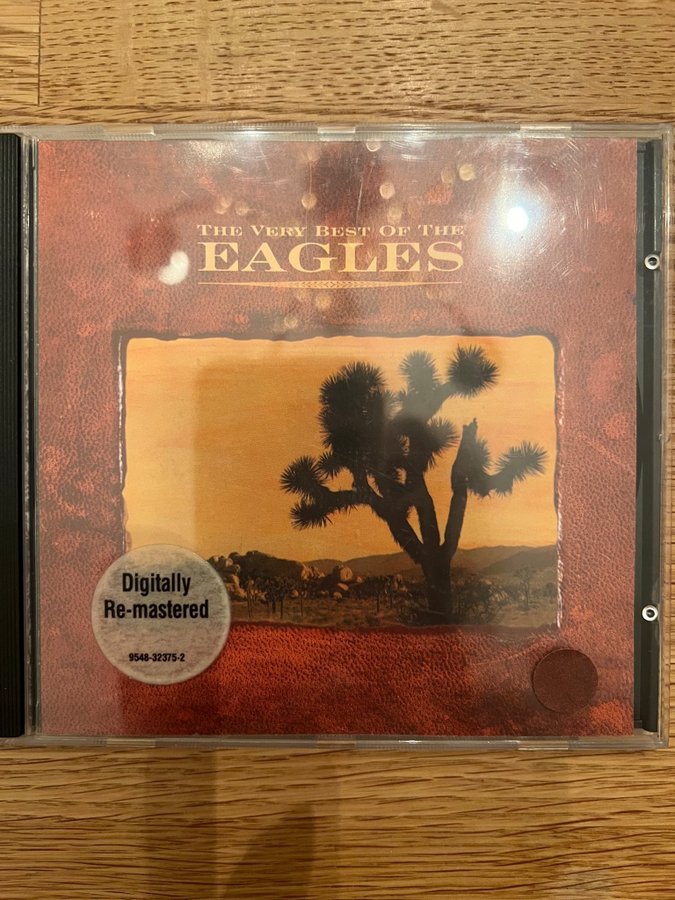 THE VERY BEST OF THE
EAGLES
Digitally
Re-mastered
9548-32375-2